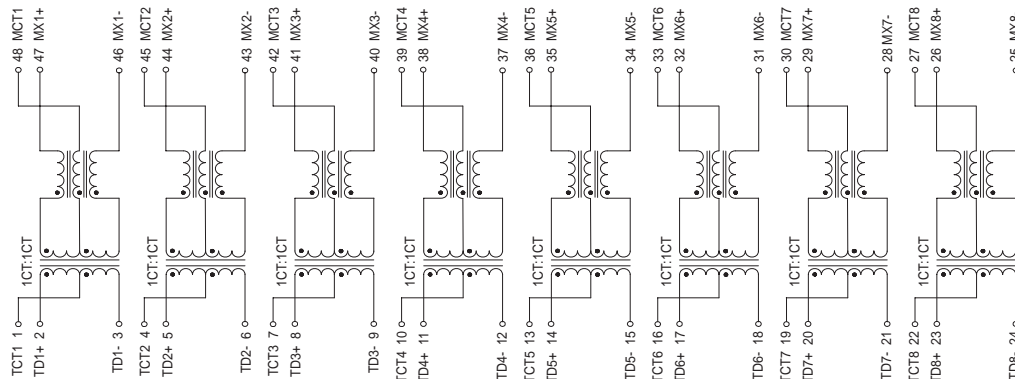 48 MCT1
47 MX1+
46 MX1-
45 MCT2
44 MX2+
43 MX2-
42 MCT3
41 MX3+
40 MX3-
39 MCT4
38 MX4+
37 MX4-
36 MCT5
35 MX5+
34 MX5-
33 MCT6
32 MX6+
31 MX6-
30 MCT7
29 MX7+
28 MX7-
27 MCT8
26 MX8+
25 MX8
1CT:1CT
1CT:1CT
1CT:1CT
1CT:1CT
1CT:1CT
1CT:1CT
1CT:1CT
1CT:1CT
TCT1 1
TD1+ 2
TD1- 3
TCT2 4
TD2+ 5
TD2- 6
TCT3 7
TD3+ 8
TD3- 9
TCT4 10
TD4+ 11
TD4- 12
TCT5 13
TD5+ 14
TD5- 15
TCT6 16
TD6+ 17
TD6- 18
TCT7 19
TD7+ 20
TD7- 21
TCT8 22
TD8+ 23
TD8- 24